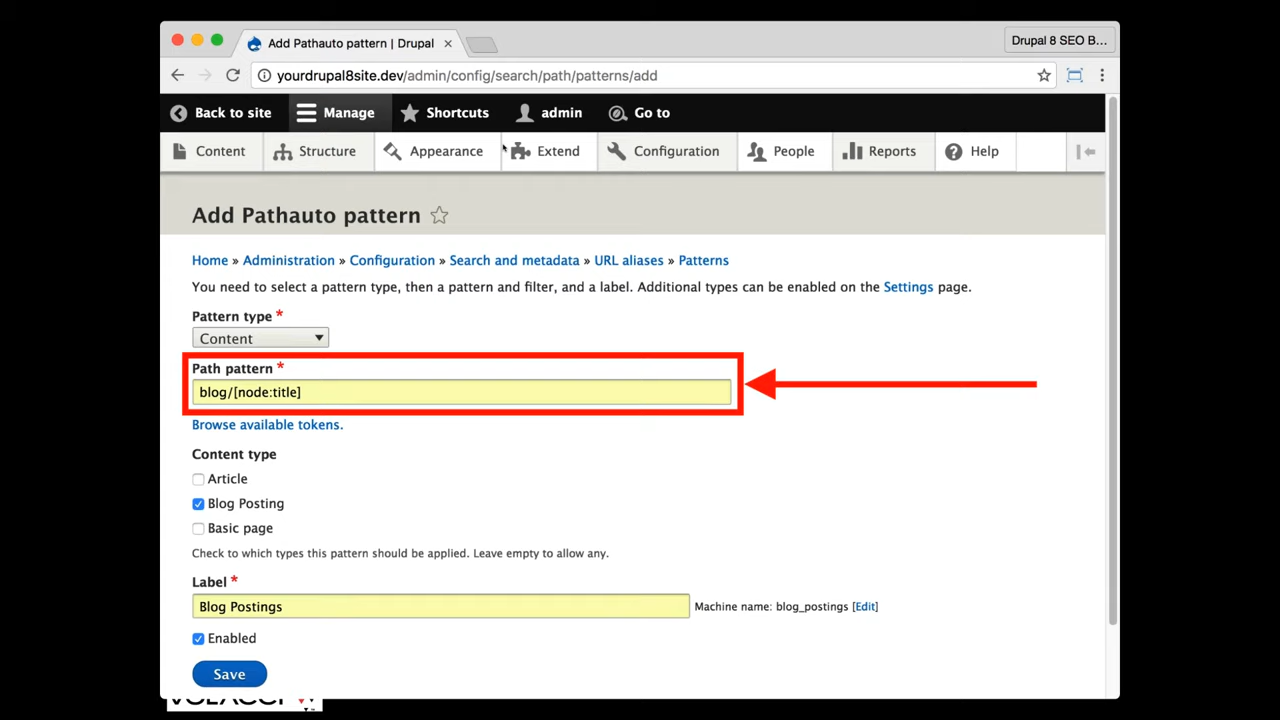 Add Pathauto pattern | Drupal
Drupal 8 SEO B...
yourdrupal8site.dev/admin/config/search/path/patterns/add
Back to site Manage Shortcuts admin Go to
Content Structure Appearance Extend Configuration People Reports Help
Add Pathauto pattern
Home » Administration » Configuration » Search and metadata » URL aliases » Patterns
You need to select a pattern type, then a pattern and filter, and a label. Additional types can be enabled on the Settings page.
Pattern type *
Content
Path pattern *
blog/[node:title]
Browse available tokens.
Content type
Article
Blog Posting
Basic page
Check to which types this pattern should be applied. Leave empty to allow any.
Label *
Blog Postings Machine name: blog_postings [Edit]
Enabled
Save